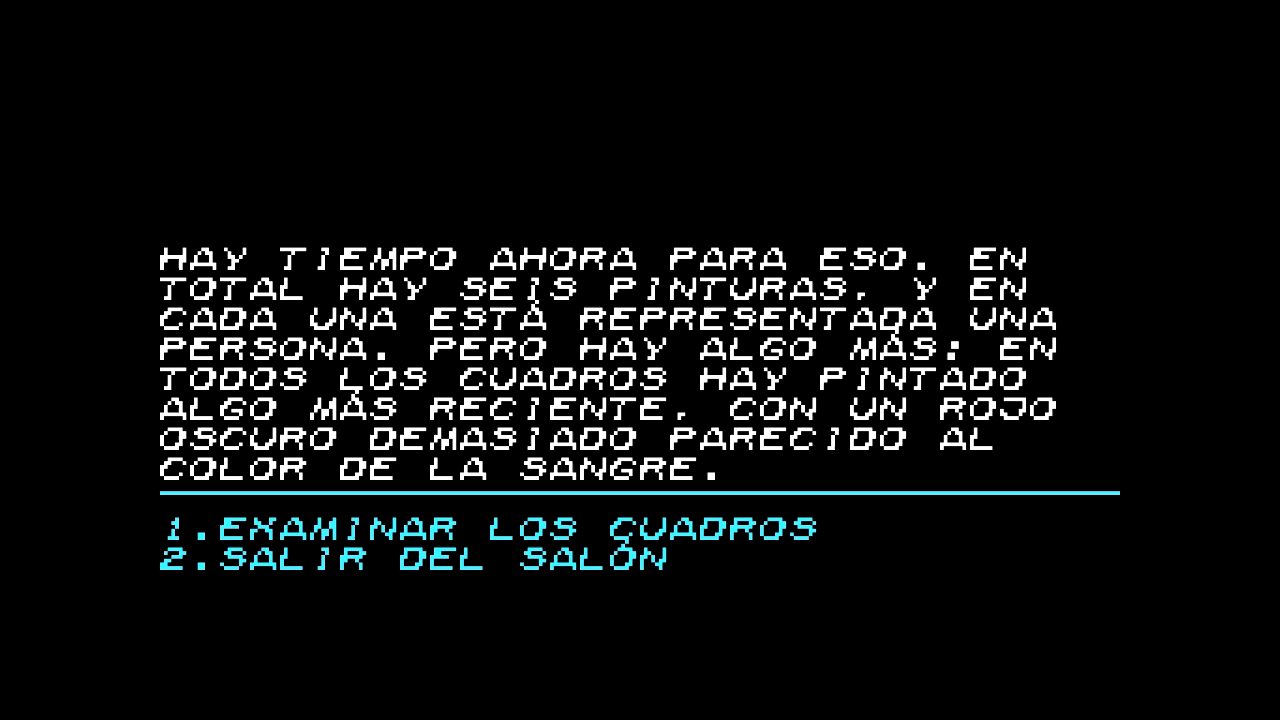 HAY TIEMPO AHORA PARA ESO. EN
TOTAL HAY SEIS PINTURAS, Y EN
CADA UNA ESTÁ REPRESENTADA UNA
PERSONA. PERO HAY ALGO MÁS: EN
TODOS LOS CUADROS HAY PINTADO
ALGO MÁS RECIENTE, CON UN ROJO
OSCURO DEMASIADO PARECIDO AL
COLOR DE LA SANGRE.
1.EXAMINAR LOS CUADROS
2.SALIR DEL SALÓN